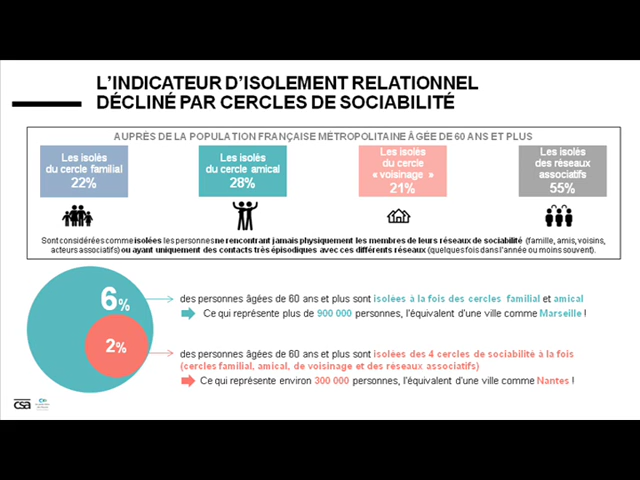 L'INDICATEUR D'ISOLEMENT RELATIONNEL
DÉCLINÉ PAR CERCLES DE SOCIABILITÉ
AUPRÈS DE LA POPULATION FRANÇAISE MÉTROPOLITAINE ÂGÉE DE 60 ANS ET PLUS
Les isolés
du cercle familial
22%
Les isolés
du cercle amical
28%
Les isolés
du cercle
« voisinage »
21%
Les isolés
des réseaux
associatifs
55%
Sont considérées comme isolées les personnes ne rencontrant jamais physiquement les membres de leurs réseaux de sociabilité (famille, amis, voisins,
acteurs associatifs) ou ayant uniquement des contacts très épisodiques avec ces différents réseaux (quelques fois dans l'année ou moins souvent).
6%
des personnes âgées de 60 ans et plus sont isolées à la fois des cercles familial et amical
Ce qui représente plus de 900 000 personnes, l'équivalent d'une ville comme Marseille !
2%
des personnes âgées de 60 ans et plus sont isolées des 4 cercles de sociabilité à la fois
(cercles familial, amical, de voisinage et des réseaux associatifs)
Ce qui représente environ 300 000 personnes, l'équivalent d'une ville comme Nantes !
csa